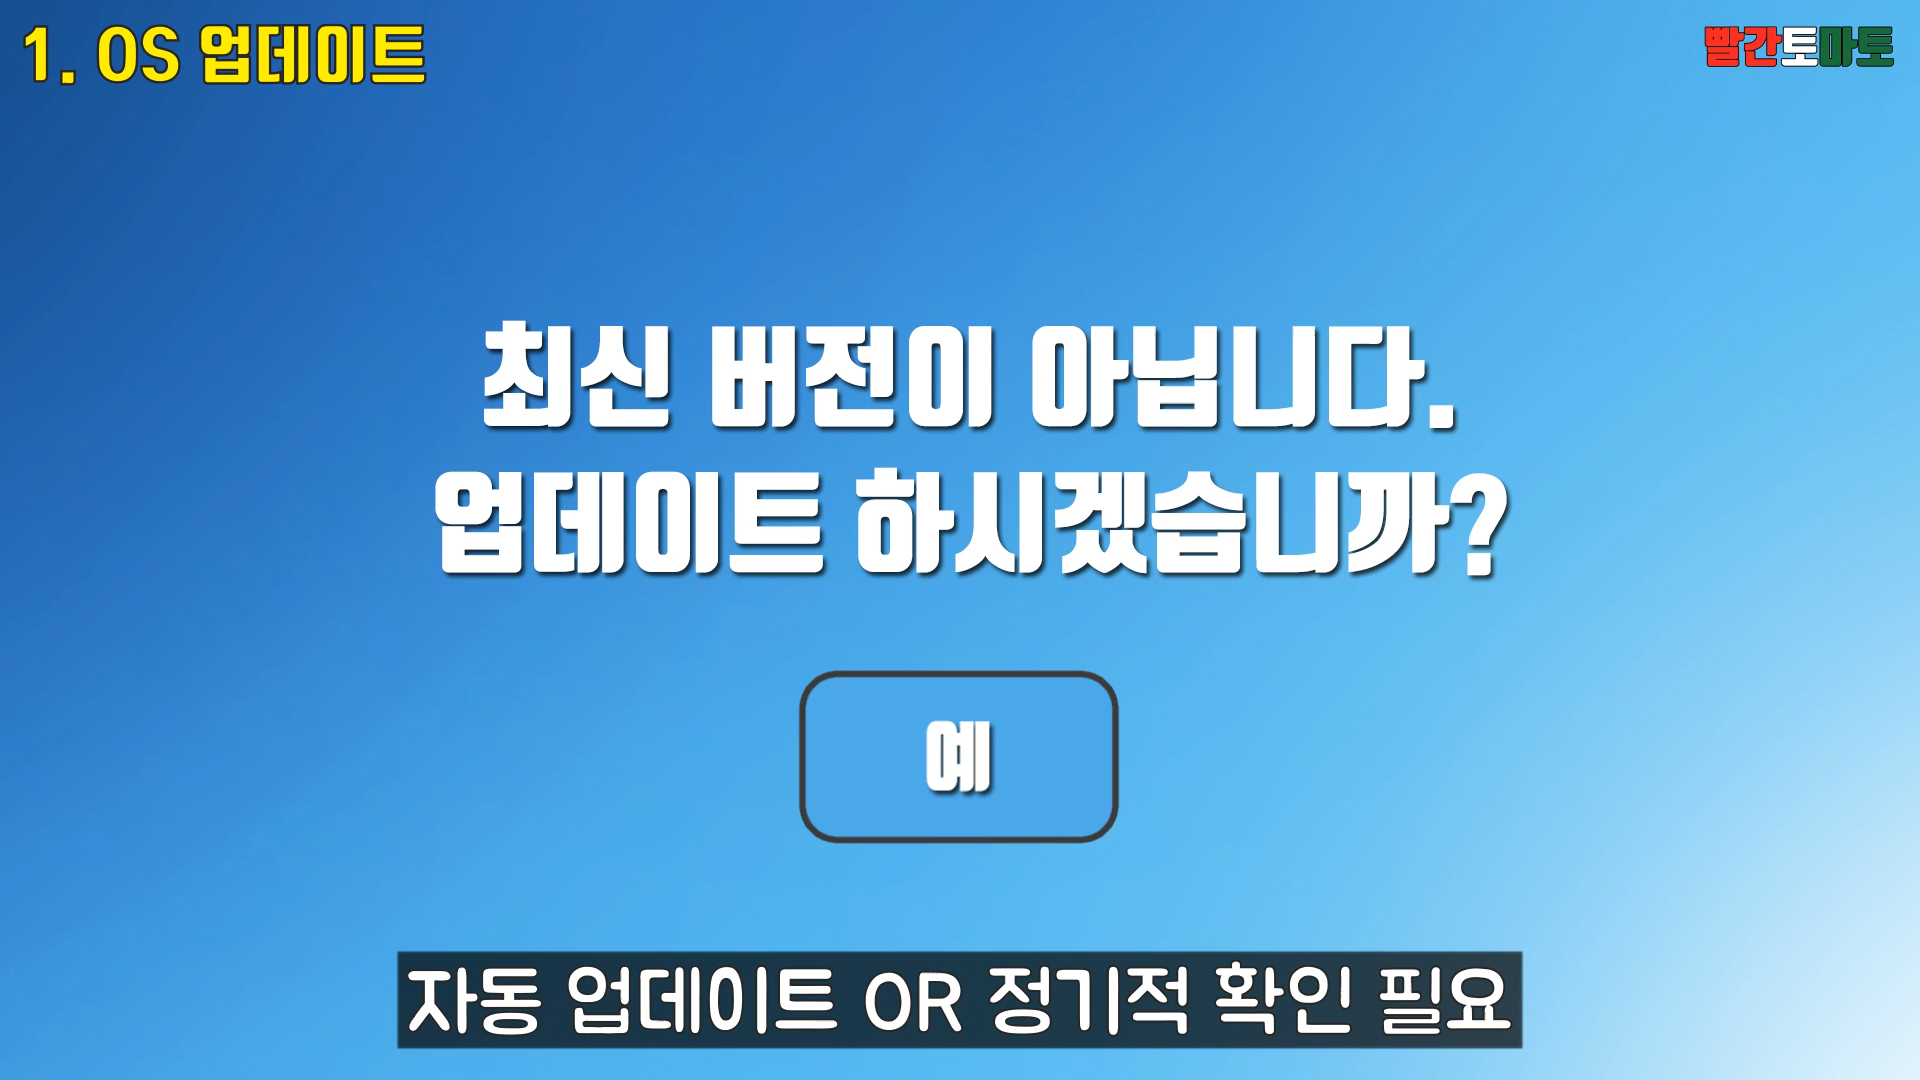 1. OS 업데이트
빨간토마토
최신 버전이 아닙니다.
업데이트 하시겠습니까?
예
자동 업데이트 OR 정기적 확인 필요